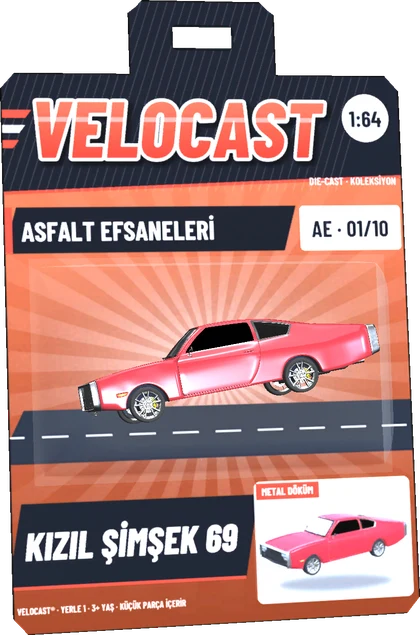 VELOCAST
1:64
DIE-CAST · KOLEKSİYON
ASFALT EFSANELERİ
AE · 01/10
METAL DÖKÜM
KIZIL ŞİMŞEK 69
VELOCAST® · YERLE 1 · 3+ YAŞ · KÜÇÜK PARÇA İÇERİR